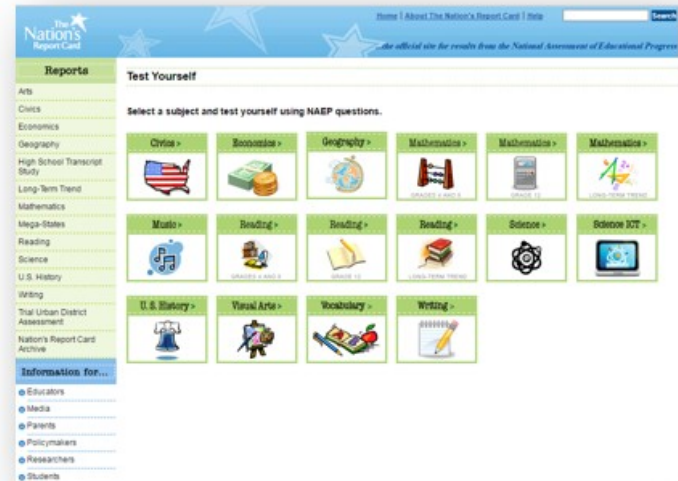 The
Nation's
Report Card
Home | About The Nation's Report Card | Help
Search
...the official site for results from the National Assessment of Educational Progress
Reports
Arts
Civics
Economics
Geography
High School Transcript
Study
Long-Term Trend
Mathematics
Mega-States
Reading
Science
U.S. History
Writing
Trial Urban District
Assessment
Nation's Report Card
Archive
Information for...
Educators
Media
Parents
Policymakers
Researchers
Students
Test Yourself
Select a subject and test yourself using NAEP questions.
Civics >
Economics >
Geography >
Mathematics >
GRADES 4 AND 8
Mathematics >
GRADE 12
Mathematics >
LONG-TERM TREND
Music >
Reading >
GRADES 4 AND 8
Reading >
GRADE 12
Reading >
LONG-TERM TREND
Science >
Science ICT >
U.S. History >
Visual Arts >
Vocabulary >
Writing >